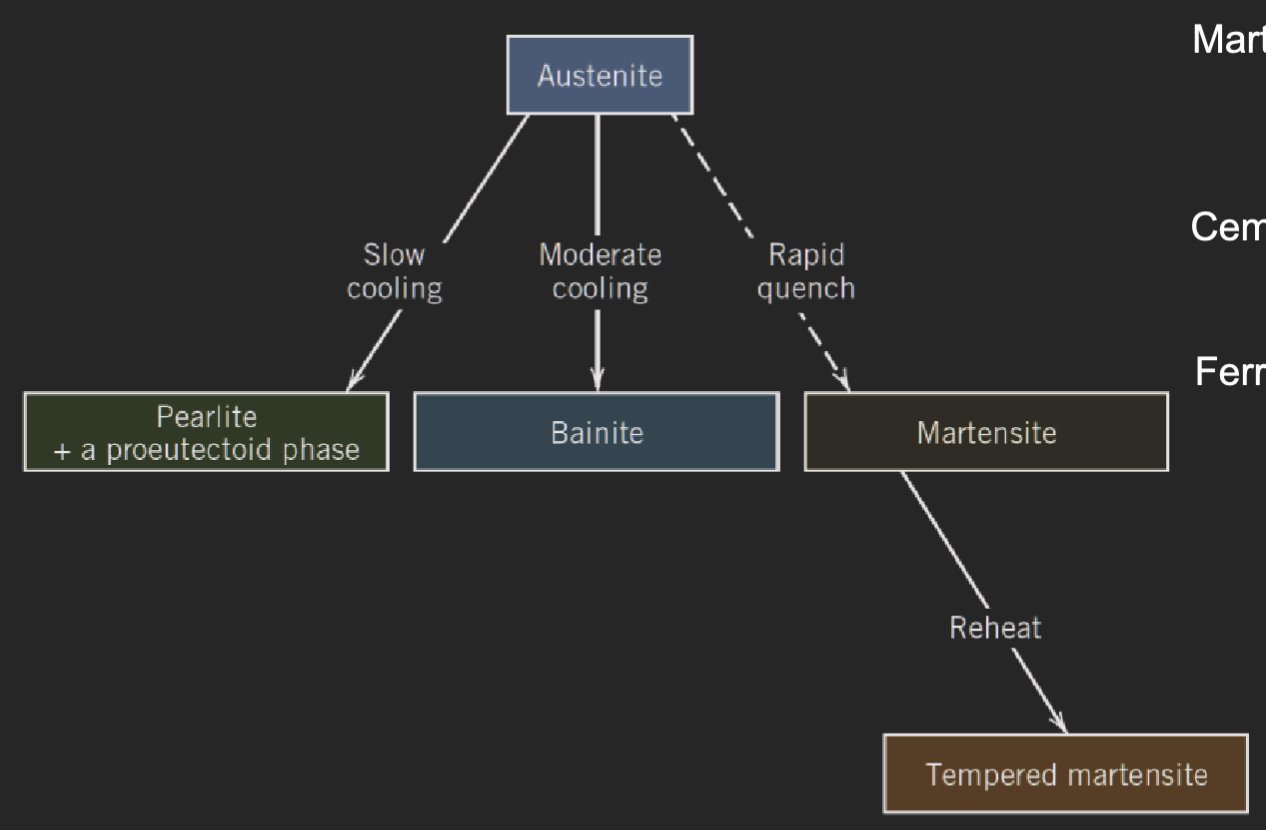 Austenite
Mart
Slow
cooling
Moderate
cooling
Rapid
quench
Cem
Ferr
Pearlite
+ a proeutectoid phase
Bainite
Martensite
Reheat
Tempered martensite